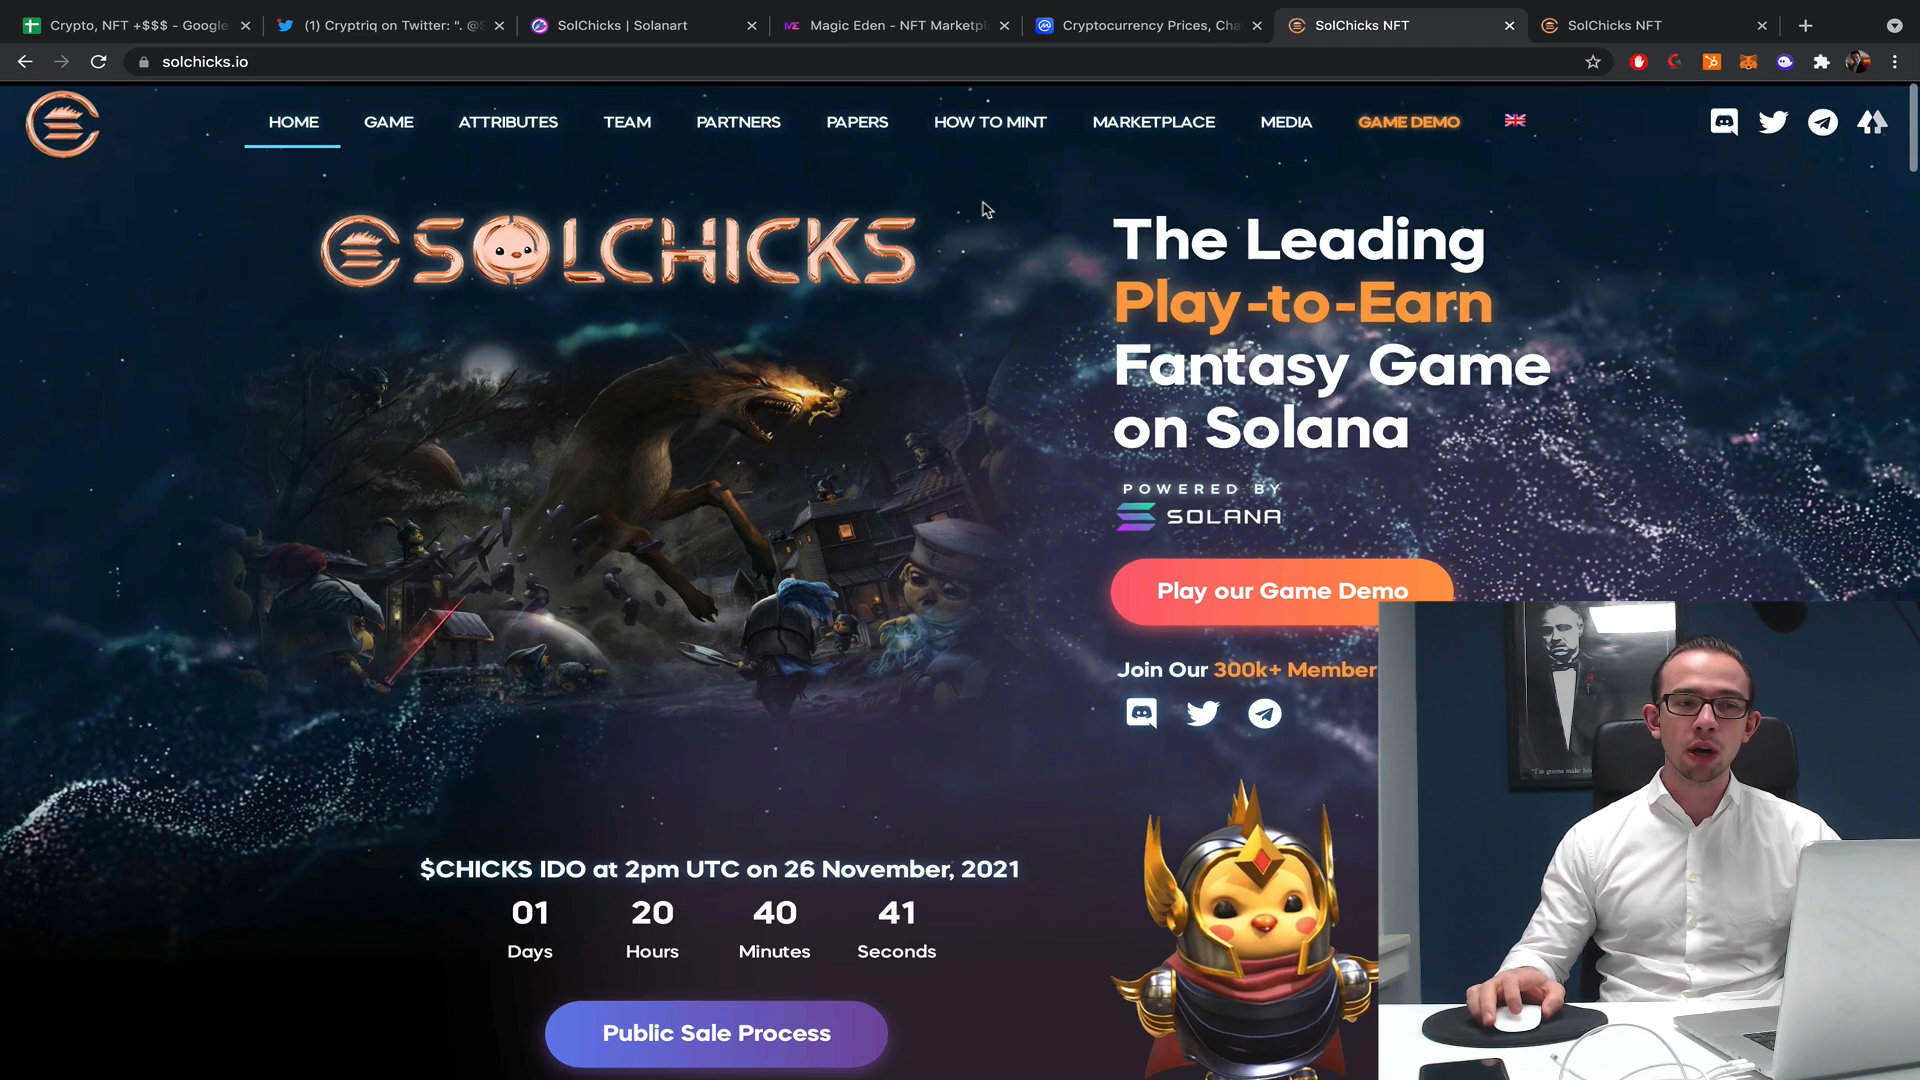 Crypto, NFT +$$$ - Google
(1) Cryptriq on Twitter: ". @S
SolChicks | Solanart
Magic Eden - NFT Marketpl
Cryptocurrency Prices, Cha
SolChicks NFT
SolChicks NFT
solchicks.io
HOME
GAME
ATTRIBUTES
TEAM
PARTNERS
PAPERS
HOW TO MINT
MARKETPLACE
MEDIA
GAME DEMO
SOLCHICKS
The Leading
Play-to-Earn
Fantasy Game
on Solana
POWERED BY
SOLANA
Play our Game Demo
Join Our 300k+ Member
$CHICKS IDO at 2pm UTC on 26 November, 2021
01 20 40 41
Days Hours Minutes Seconds
Public Sale Process